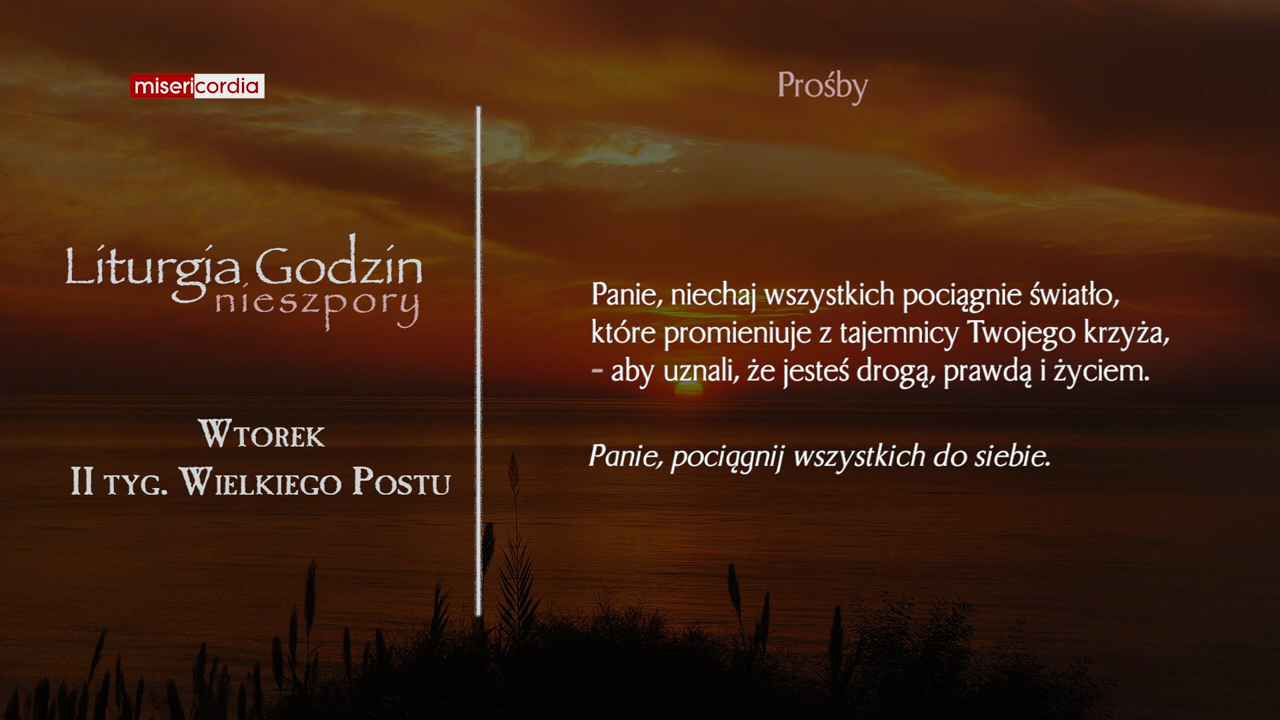 misericordia
Prośby
Liturgia Godzin
nieszpory
Wtorek
II tyg. Wielkiego Postu
Panie, niechaj wszystkich pociągnie światło,
które promieniuje z tajemnicy Twojego krzyża,
- aby uznali, że jesteś drogą, prawdą i życiem.
Panie, pociągnij wszystkich do siebie.